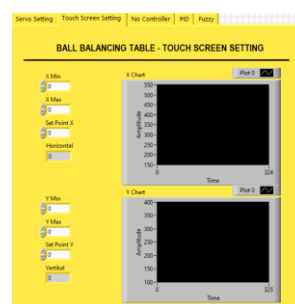 Servo Setting Touch Screen Setting No Controller PID Fuzzy
BALL BALANCING TABLE - TOUCH SCREEN SETTING
X Min
0
X Max
0
Set Point X
0
Horizontal
0
X Chart
Plot 0
Amplitude
550
500
450
400
350
300
250
200
150
0
324
Time
Y Min
0
Y Max
0
Set Point Y
0
Vertikal
0
Y Chart
Plot 0
Amplitude
400
350
300
250
200
150
100
0
325
Time